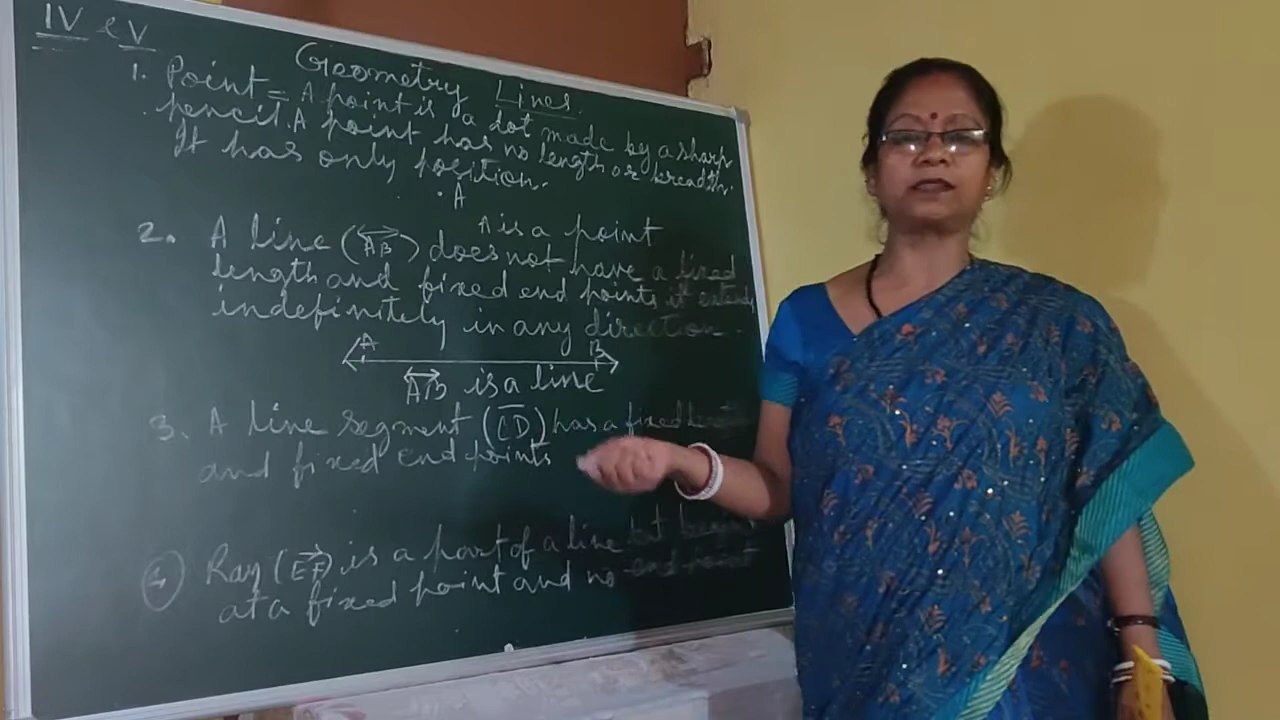 IV & V
Geometry Lines
1. Point = A point is a dot made by a sharp
pencil. A point has no length or breadth.
It has only position.
. A
A is a point
2. A line (AB) does not have a fixed
length and fixed end points it extends
indefinitely in any direction.
A B
AB is a line
3. A line segment (CD) has a fixed
and fixed end points
4 Ray (EF) is a part of a line but begins
at a fixed point and no end point